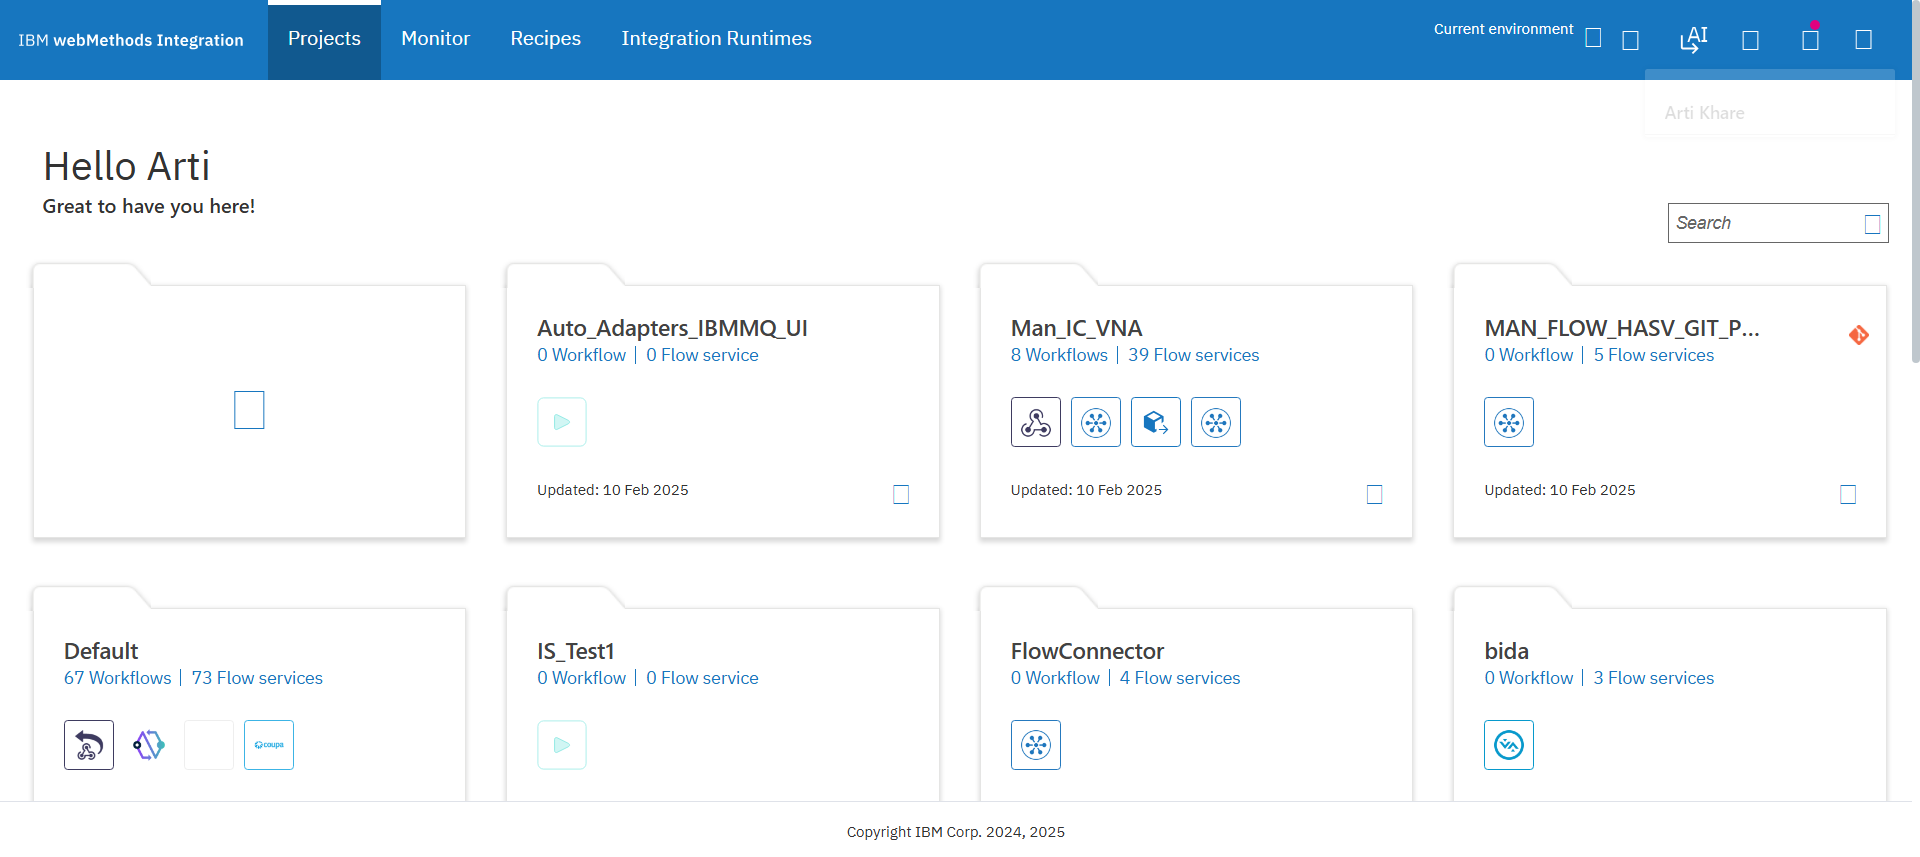 IBM webMethods Integration
Projects
Monitor
Recipes
Integration Runtimes
Current environment
AI
Arti Khare
Hello Arti
Great to have you here!
Search
Auto_Adapters_IBMMQ_UI
0 Workflow | 0 Flow service
Updated: 10 Feb 2025
Man_IC_VNA
8 Workflows | 39 Flow services
Updated: 10 Feb 2025
MAN_FLOW_HASV_GIT_P...
0 Workflow | 5 Flow services
Updated: 10 Feb 2025
Default
67 Workflows | 73 Flow services
coupa
IS_Test1
0 Workflow | 0 Flow service
FlowConnector
0 Workflow | 4 Flow services
bida
0 Workflow | 3 Flow services
Copyright IBM Corp. 2024, 2025